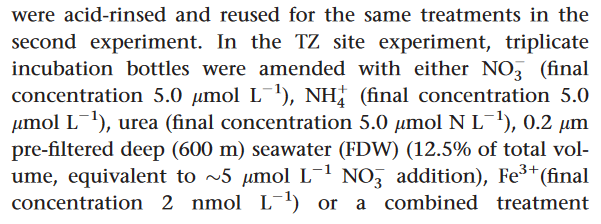 were acid-rinsed and reused for the same treatments in the
second experiment. In the TZ site experiment, triplicate
incubation bottles were amended with either NO₃⁻ (final
concentration 5.0 μmol L⁻¹), NH₄⁺ (final concentration 5.0
μmol L⁻¹), urea (final concentration 5.0 μmol N L⁻¹), 0.2 μm
pre-filtered deep (600 m) seawater (FDW) (12.5% of total vol-
ume, equivalent to ~5 μmol L⁻¹ NO₃⁻ addition), Fe³⁺(final
concentration 2 nmol L⁻¹) or a combined treatment